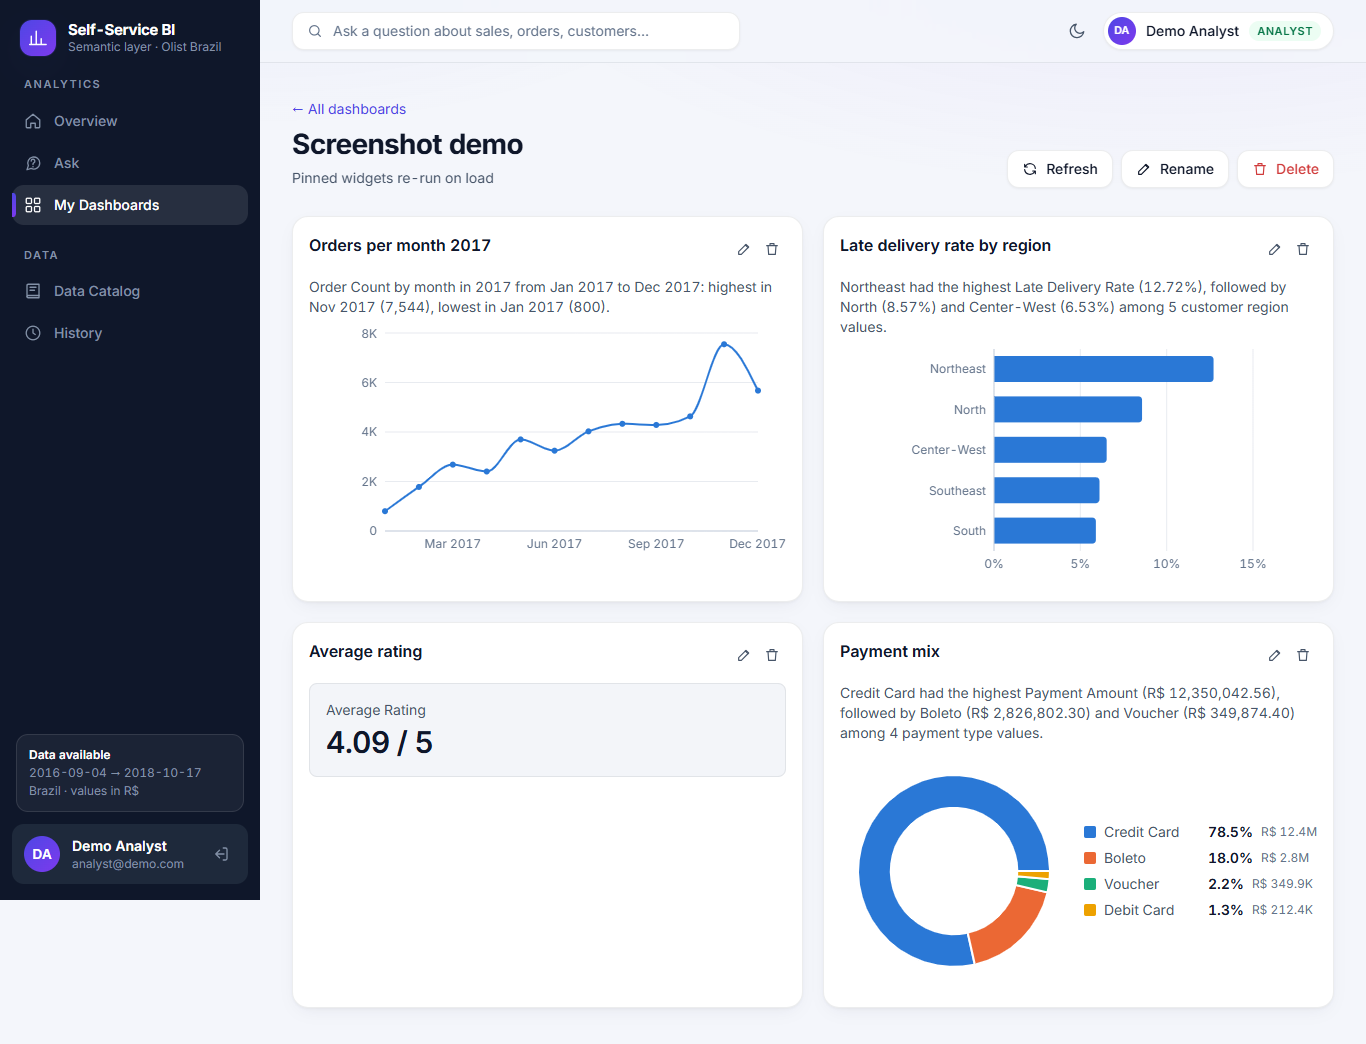 Self-Service BI
Semantic layer · Olist Brazil
ANALYTICS
Overview
Ask
My Dashboards
DATA
Data Catalog
History
Data available
2016-09-04 → 2018-10-17
Brazil · values in R$
DA
Demo Analyst
analyst@demo.com
Ask a question about sales, orders, customers...
DA
Demo Analyst
ANALYST
← All dashboards
Screenshot demo
Pinned widgets re-run on load
Refresh
Rename
Delete
Orders per month 2017
Order Count by month in 2017 from Jan 2017 to Dec 2017: highest in
Nov 2017 (7,544), lowest in Jan 2017 (800).
8K
6K
4K
2K
0
Mar 2017
Jun 2017
Sep 2017
Dec 2017
Late delivery rate by region
Northeast had the highest Late Delivery Rate (12.72%), followed by
North (8.57%) and Center-West (6.53%) among 5 customer region
values.
Northeast
North
Center-West
Southeast
South
0%
5%
10%
15%
Average rating
Average Rating
4.09 / 5
Payment mix
Credit Card had the highest Payment Amount (R$ 12,350,042.56),
followed by Boleto (R$ 2,826,802.30) and Voucher (R$ 349,874.40)
among 4 payment type values.
Credit Card 78.5% R$ 12.4M
Boleto 18.0% R$ 2.8M
Voucher 2.2% R$ 349.9K
Debit Card 1.3% R$ 212.4K